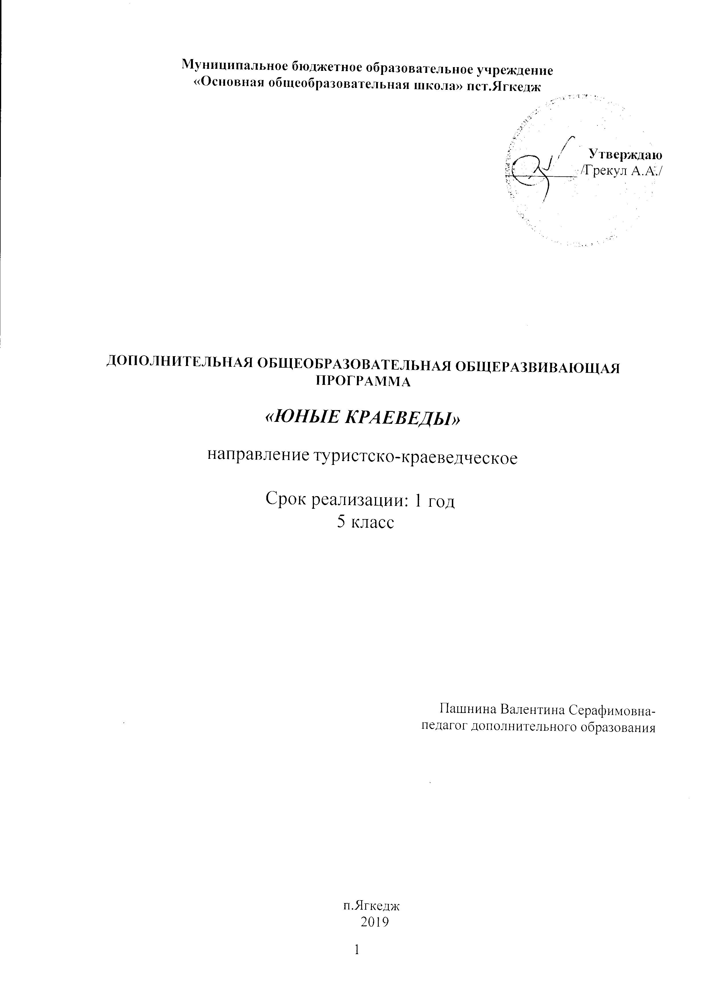 Муниципальное бюджетное образовательное учреждение
«Основная общеобразовательная школа» пст.Ягкедж
Утверждаю
/Грекул А.А./
ДОПОЛНИТЕЛЬНАЯ ОБЩЕОБРАЗОВАТЕЛЬНАЯ ОБЩЕРАЗВИВАЮЩАЯ
ПРОГРАММА
«ЮНЫЕ КРАЕВЕДЫ»
направление туристско-краеведческое
Срок реализации: 1 год
5 класс
Пашнина Валентина Серафимовна-
педагог дополнительного образования
п.Ягкедж
2019
1